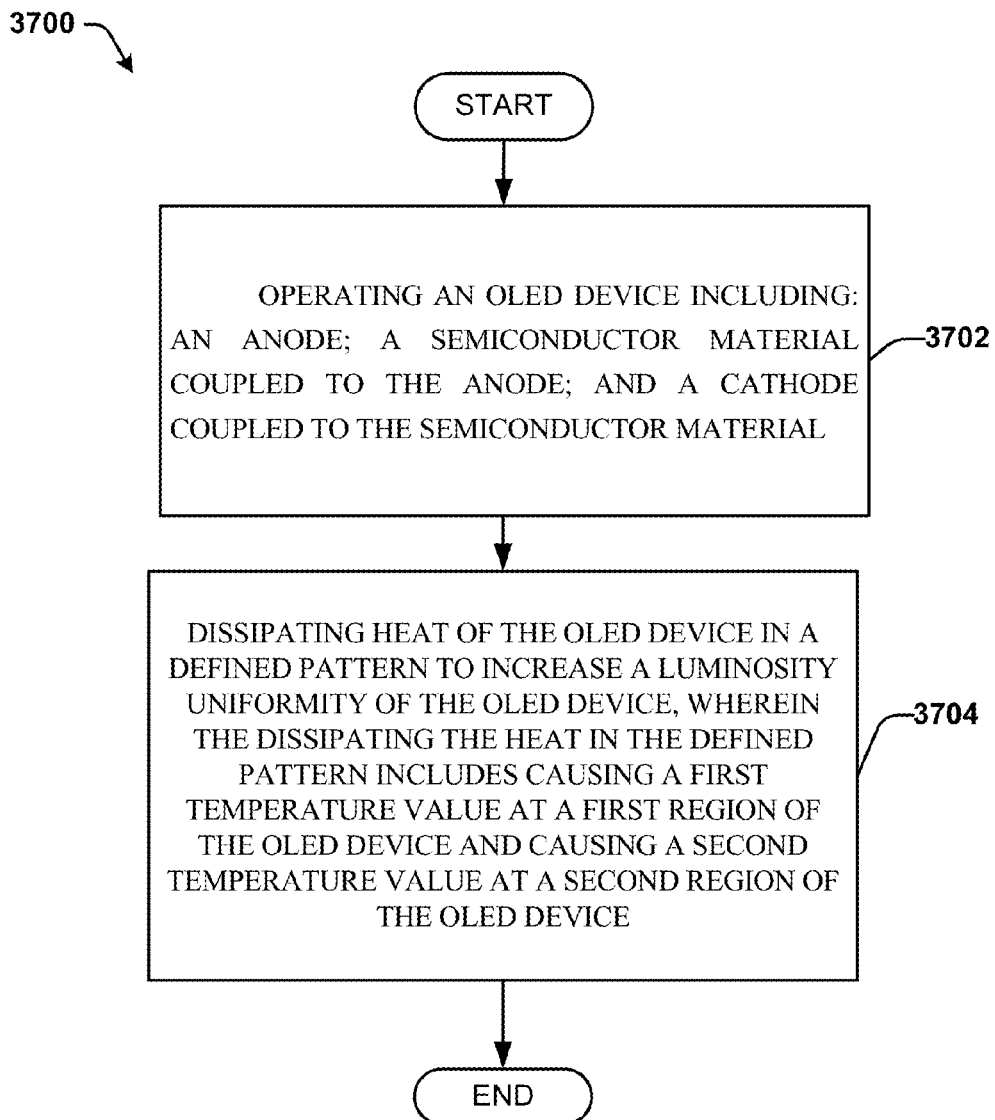 3700
START
OPERATING AN OLED DEVICE INCLUDING:
AN ANODE; A SEMICONDUCTOR MATERIAL
COUPLED TO THE ANODE; AND A CATHODE
COUPLED TO THE SEMICONDUCTOR MATERIAL
3702
DISSIPATING HEAT OF THE OLED DEVICE IN A
DEFINED PATTERN TO INCREASE A LUMINOSITY
UNIFORMITY OF THE OLED DEVICE, WHEREIN
THE DISSIPATING THE HEAT IN THE DEFINED
PATTERN INCLUDES CAUSING A FIRST
TEMPERATURE VALUE AT A FIRST REGION OF
THE OLED DEVICE AND CAUSING A SECOND
TEMPERATURE VALUE AT A SECOND REGION OF
THE OLED DEVICE
3704
END